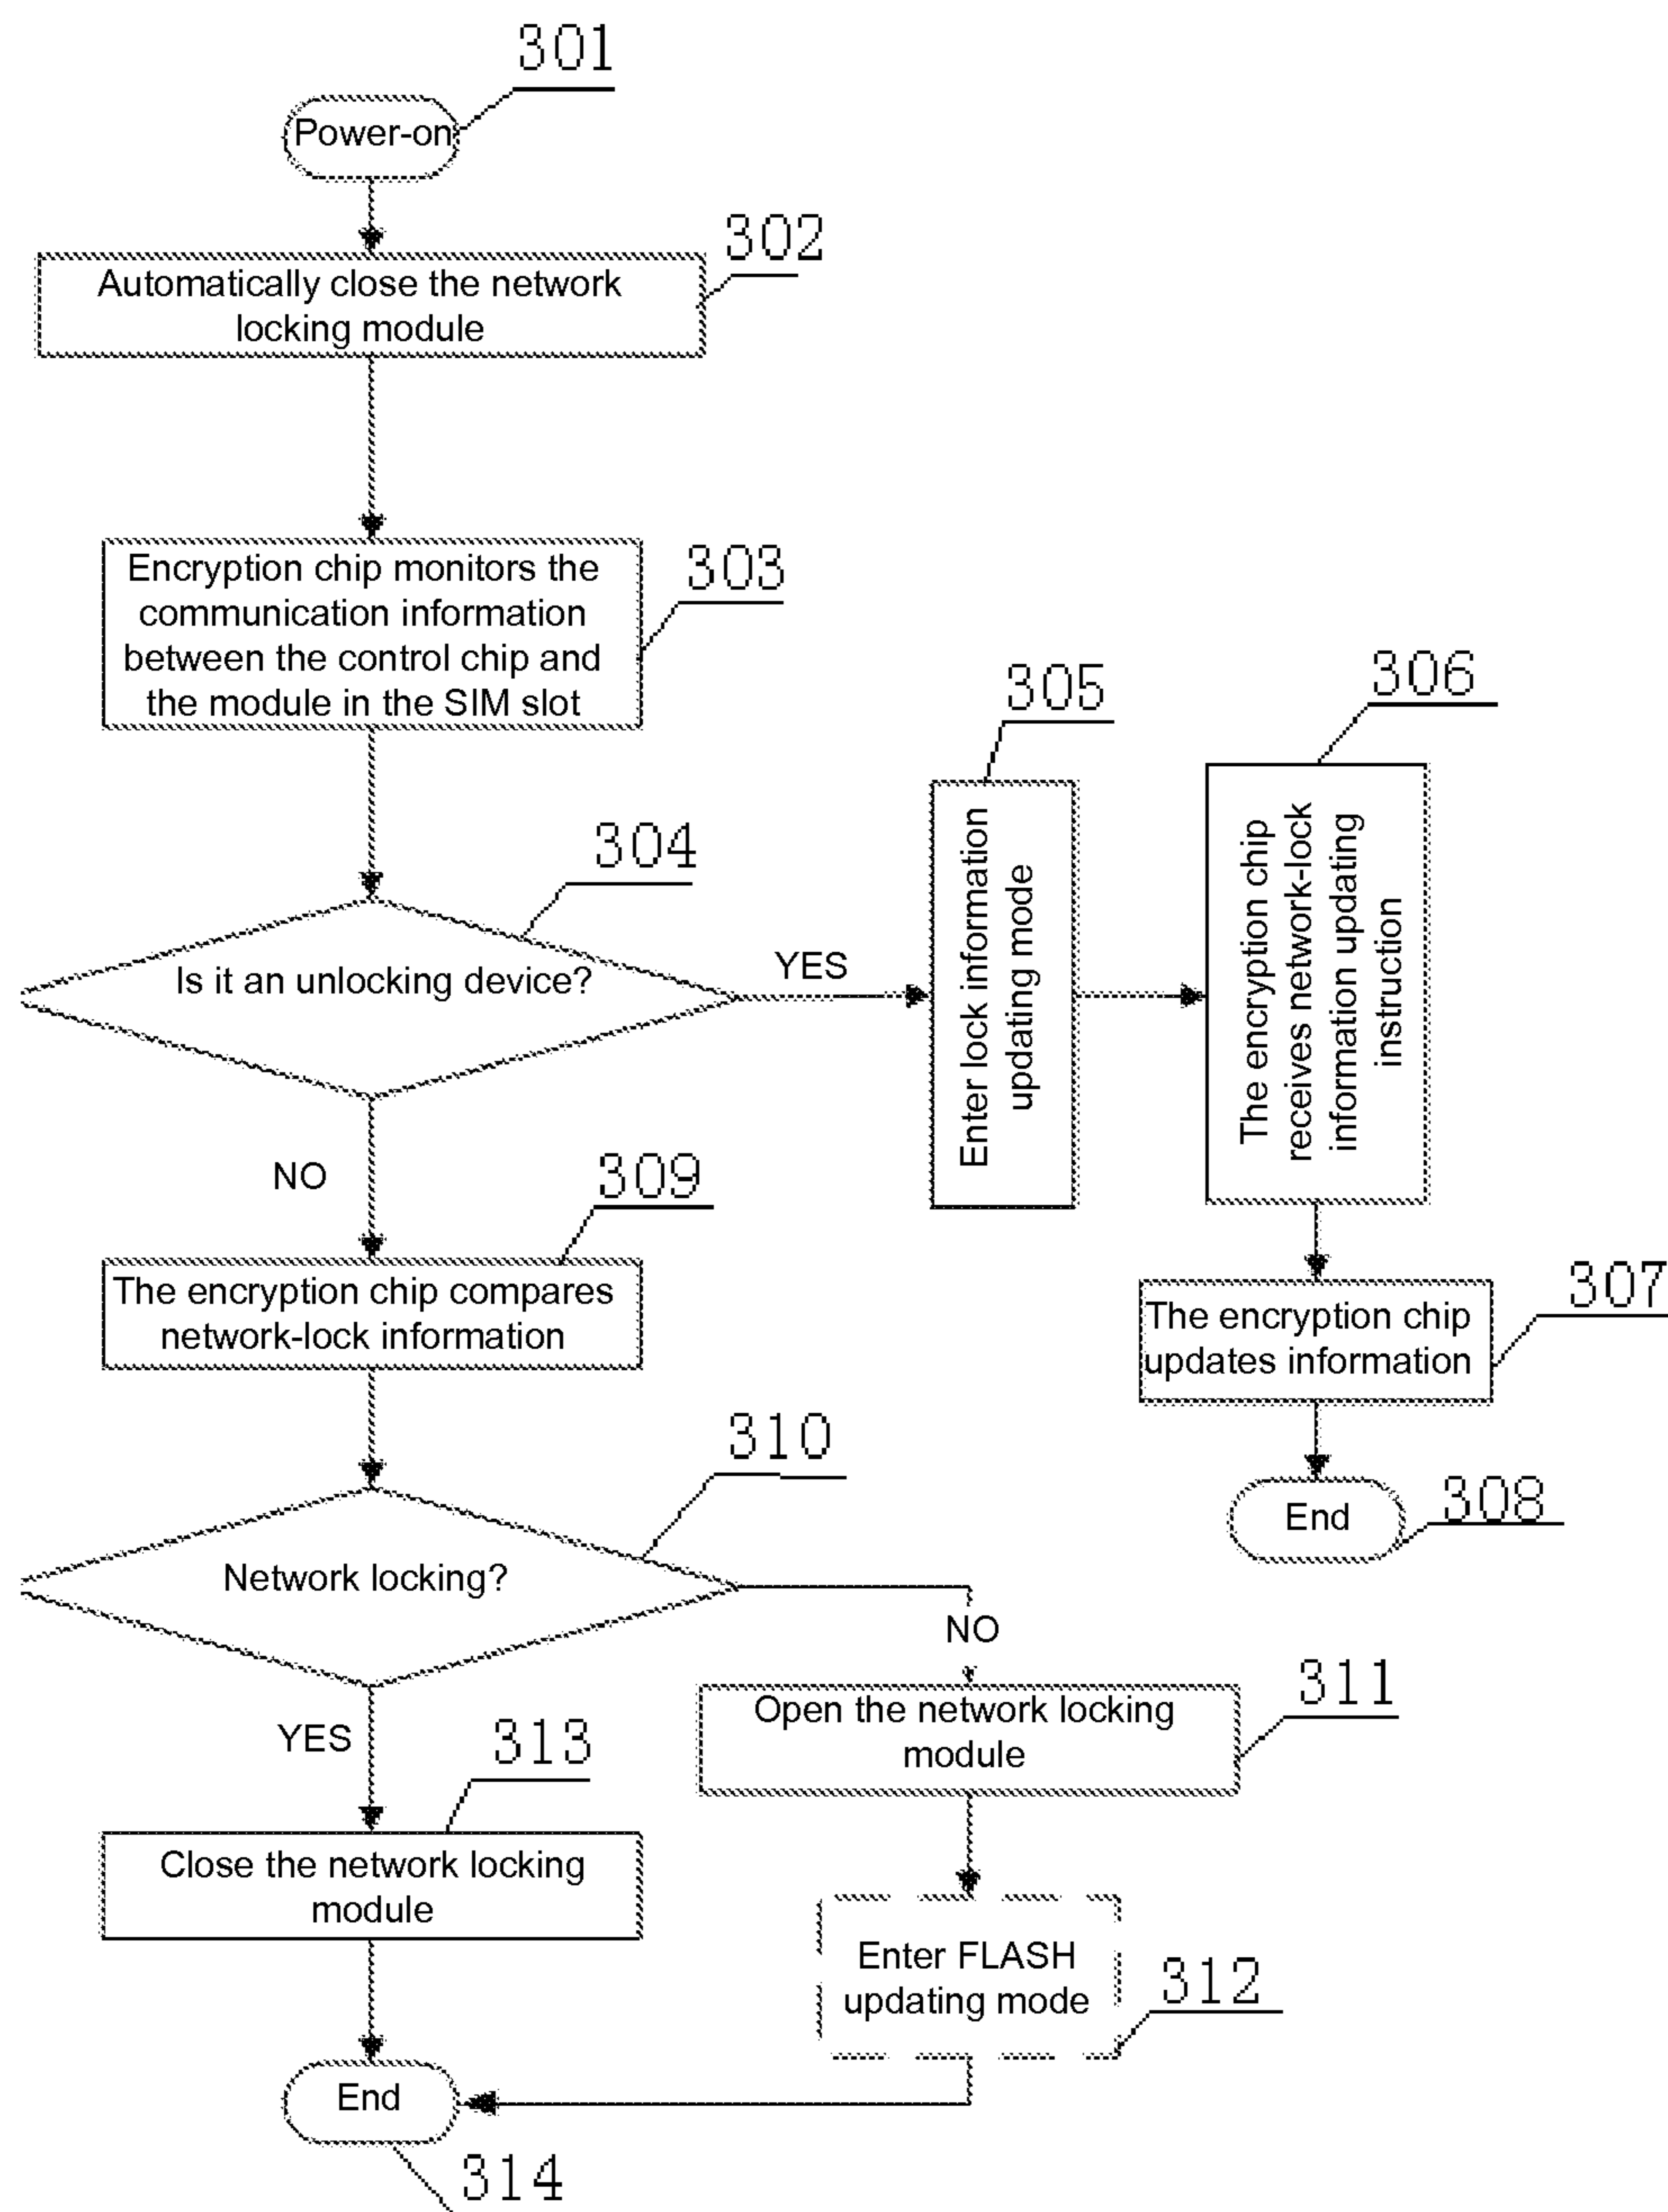 301
Power-on
302
Automatically close the network
locking module
303
Encryption chip monitors the
communication information
between the control chip and
the module in the SIM slot
304
Is it an unlocking device?
YES
305
Enter lock information
updating mode
306
The encryption chip
receives network-lock
information updating
instruction
307
The encryption chip
updates information
308
End
NO
309
The encryption chip compares
network-lock information
310
Network locking?
NO
311
Open the network locking
module
312
Enter FLASH
updating mode
YES
313
Close the network locking
module
End
314